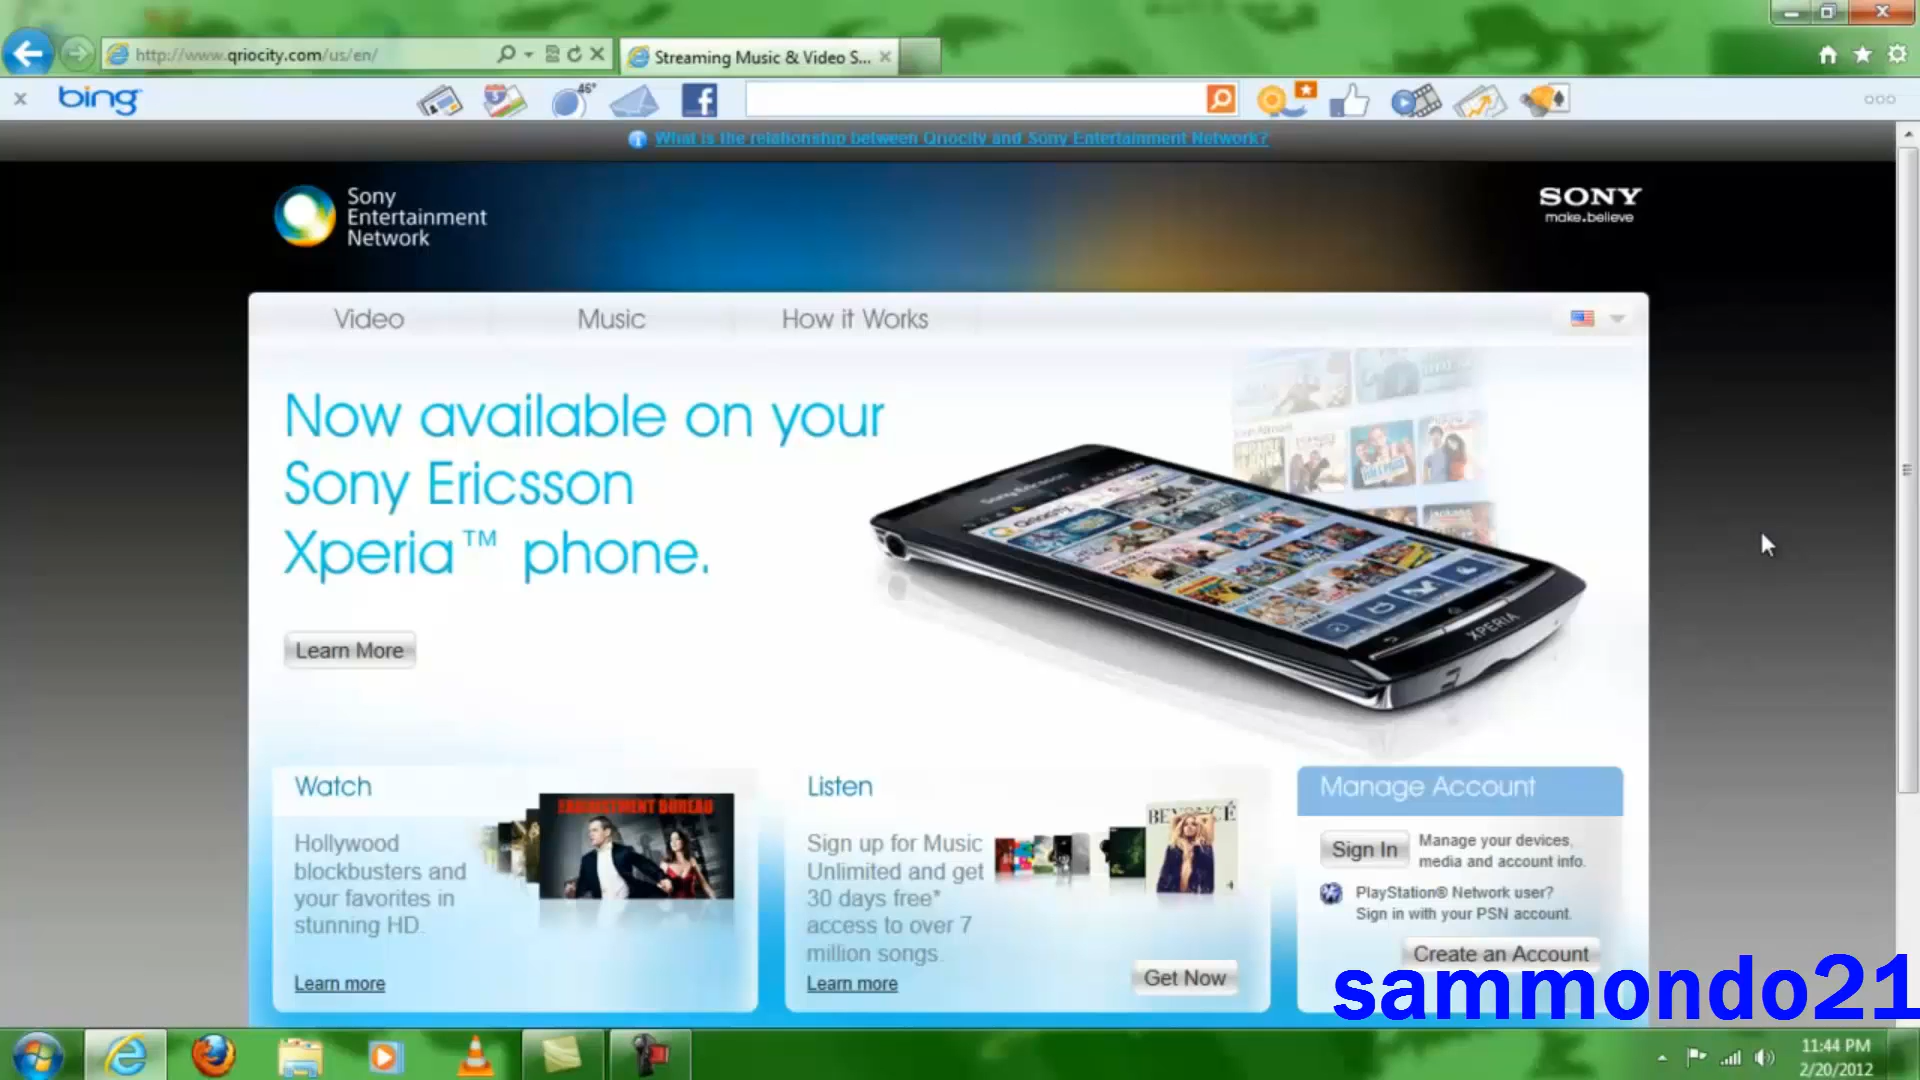 http://www.qriocity.com/us/en/
Streaming Music & Video S...
bing
46°
What is the relationship between Qriocity and Sony Entertainment Network?
Sony
Entertainment
Network
SONY
make.believe
Video
Music
How it Works
Now available on your
Sony Ericsson
Xperia™ phone.
Sony Ericsson
Qriocity
XPERIA
Learn More
Watch
Hollywood
blockbusters and
your favorites in
stunning HD.
Learn more
Listen
Sign up for Music
Unlimited and get
30 days free*
access to over 7
million songs.
Learn more
BEYONCÉ
Get Now
Manage Account
Sign In
Manage your devices,
media and account info.
PlayStation® Network user?
Sign in with your PSN account.
Create an Account
sammondo21
11:44 PM
2/20/2012